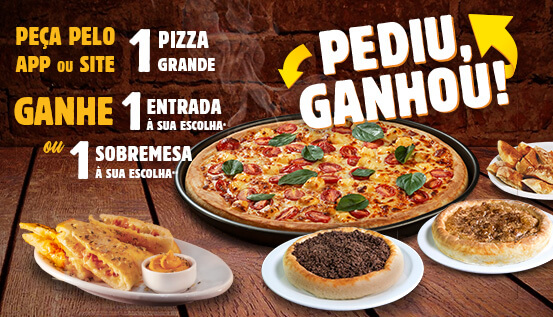 PEÇA PELO
APP OU SITE
1 PIZZA
GRANDE
GANHE 1 ENTRADA
À SUA ESCOLHA*
ou 1 SOBREMESA
À SUA ESCOLHA*
PEDIU,
GANHOU!